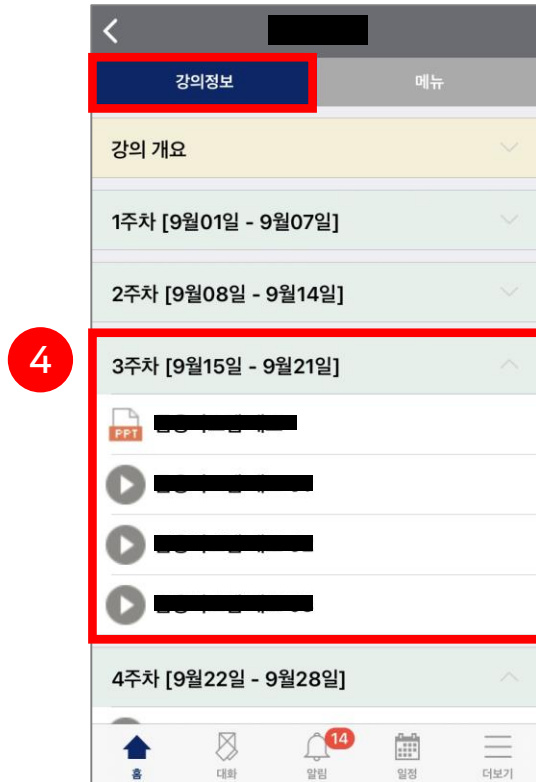 강의정보
메뉴
강의 개요
1주차 [9월01일 - 9월07일]
2주차 [9월08일 - 9월14일]
4
3주차 [9월15일 - 9월21일]
PPT
4주차 [9월22일 - 9월28일]
14
홈
대화
알림
일정
더보기